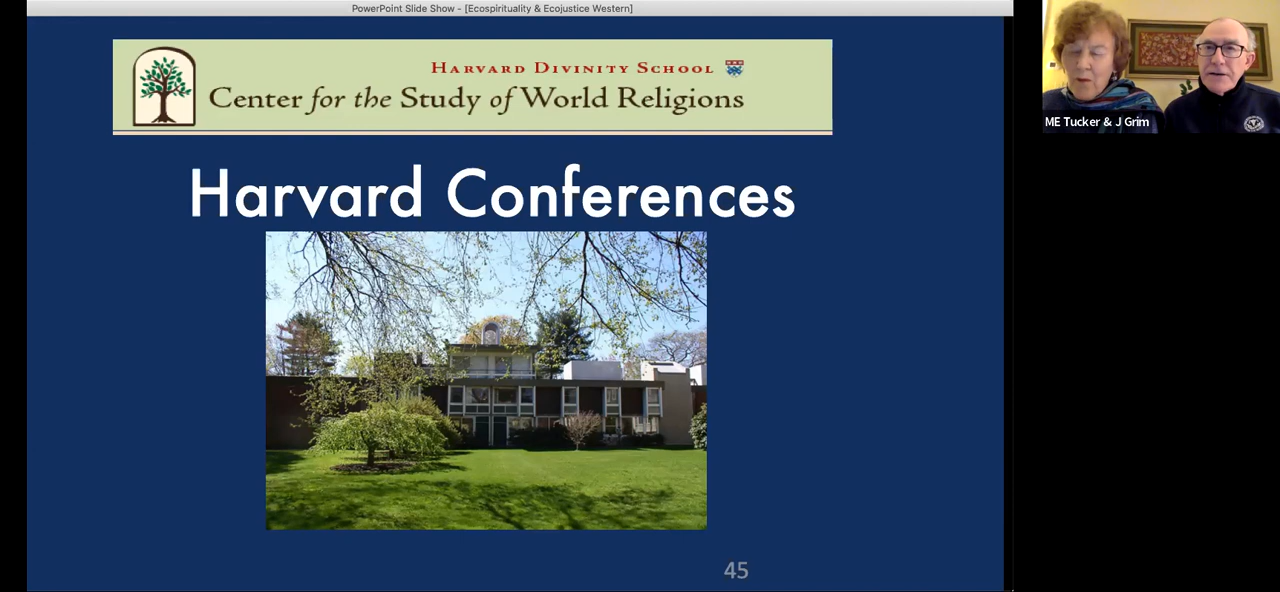 PowerPoint Slide Show - [Ecospirituality & Ecojustice Western]
HARVARD DIVINITY SCHOOL
Center for the Study of World Religions
Harvard Conferences
45
ME Tucker & J Grim